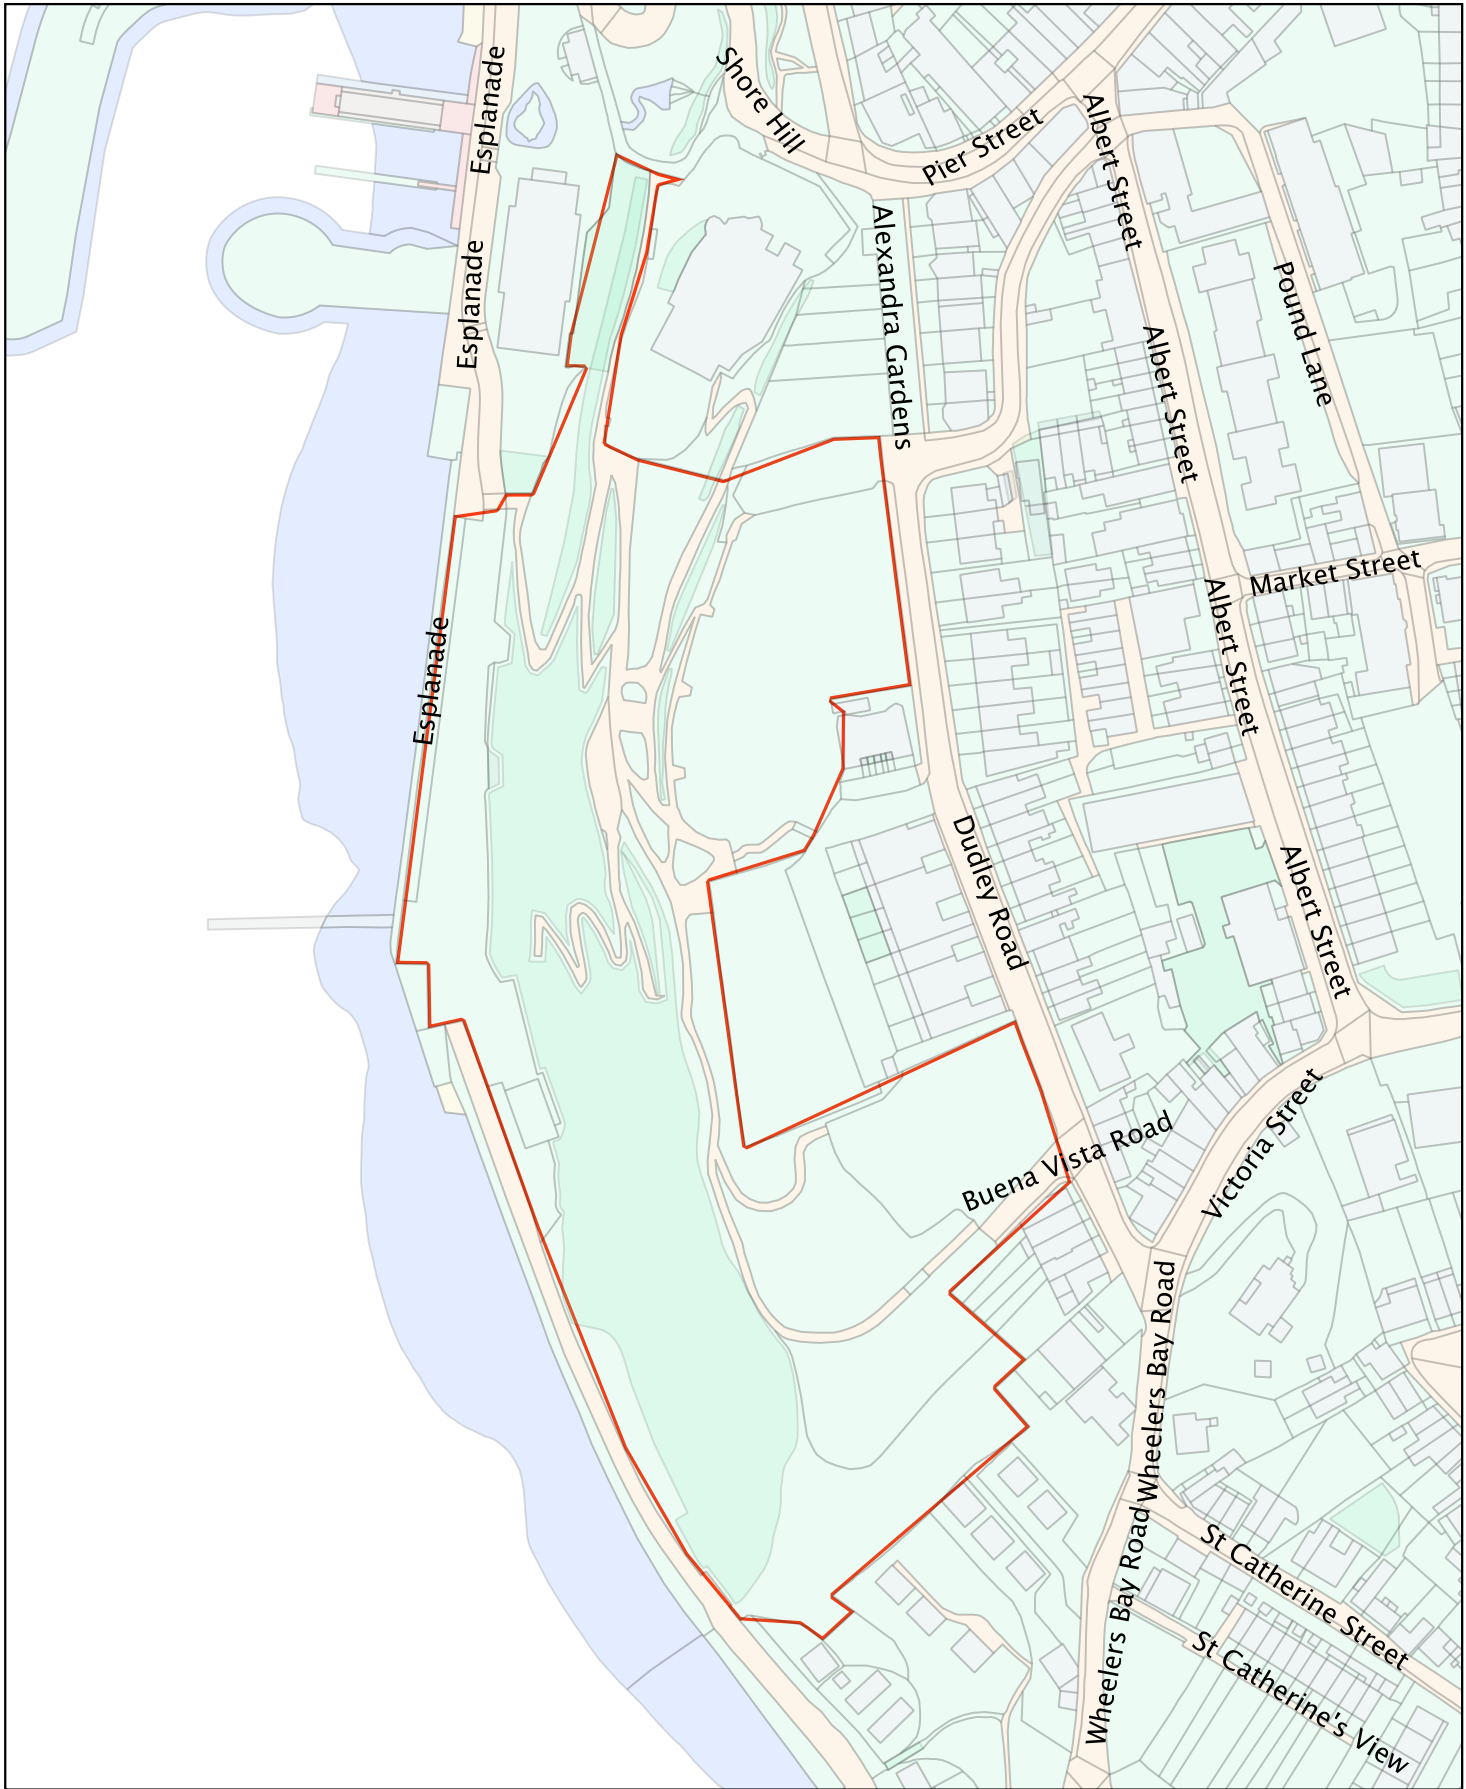 Esplanade
Shore Hill
Pier Street
Albert Street
Esplanade
Alexandra Gardens
Pound Lane
Albert Street
Market Street
Esplanade
Albert Street
Dudley Road
Albert Street
Buena Vista Road
Victoria Street
Wheelers Bay Road
Wheelers Bay Road
St Catherine Street
St Catherine's View